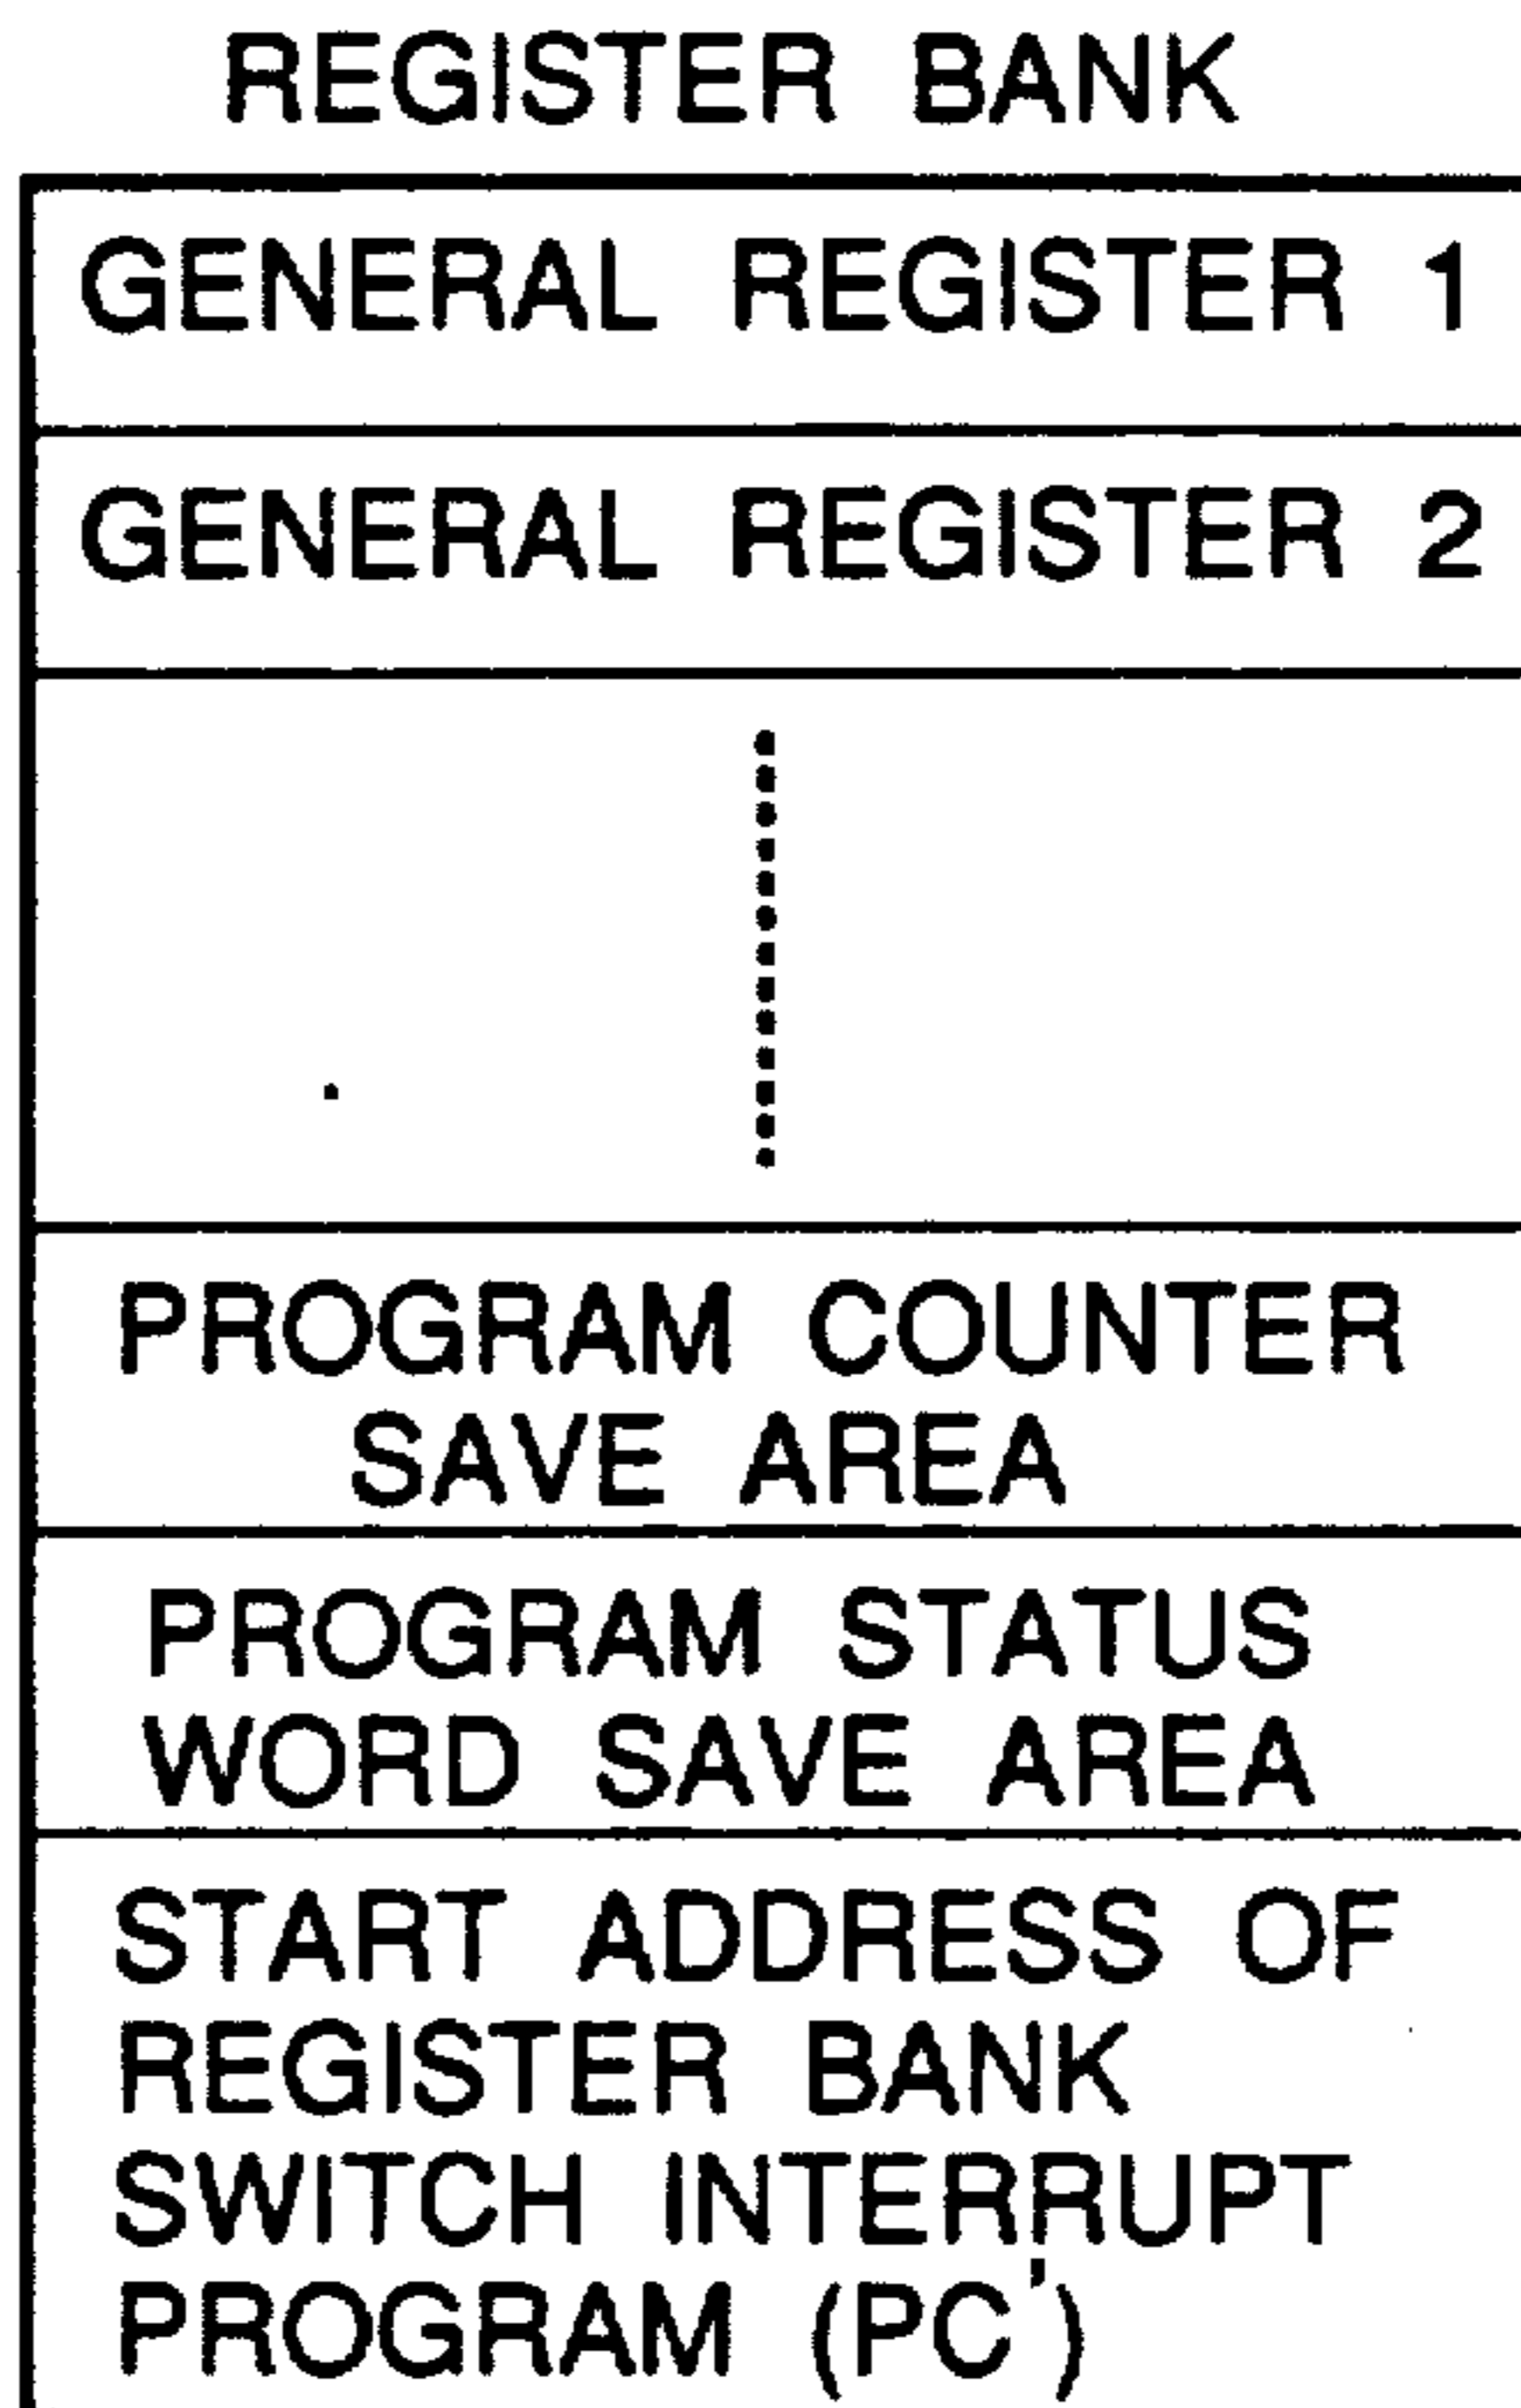 REGISTER BANK
GENERAL REGISTER 1
GENERAL REGISTER 2
PROGRAM COUNTER
SAVE AREA
PROGRAM STATUS
WORD SAVE AREA
START ADDRESS OF
REGISTER BANK
SWITCH INTERRUPT
PROGRAM (PC')